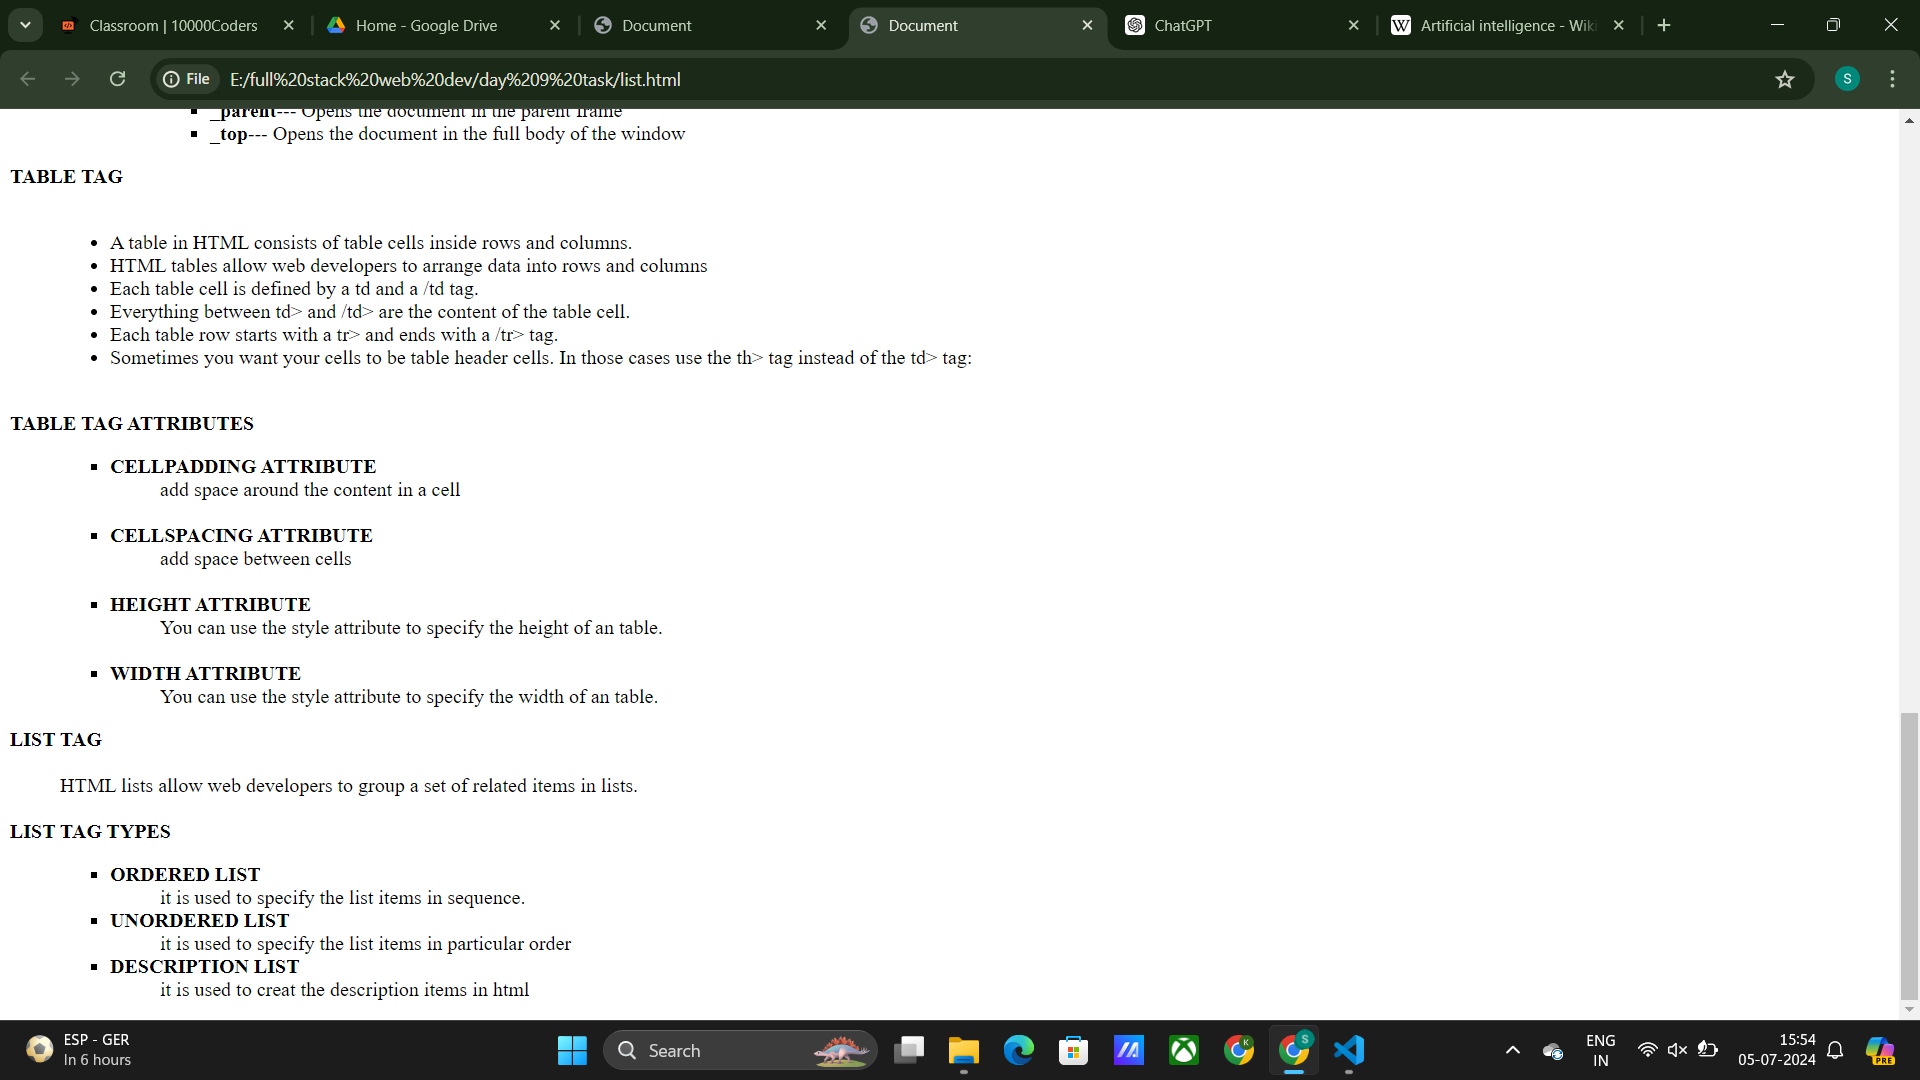 Classroom | 10000Coders
Home - Google Drive
Document
Document
ChatGPT
Artificial intelligence - Wiki
File
E:/full%20stack%20web%20dev/day%209%20task/list.html
S
_parent--- Opens the document in the parent frame
_top--- Opens the document in the full body of the window
TABLE TAG
A table in HTML consists of table cells inside rows and columns.
HTML tables allow web developers to arrange data into rows and columns
Each table cell is defined by a td and a /td tag.
Everything between td> and /td> are the content of the table cell.
Each table row starts with a tr> and ends with a /tr> tag.
Sometimes you want your cells to be table header cells. In those cases use the th> tag instead of the td> tag:
TABLE TAG ATTRIBUTES
CELLPADDING ATTRIBUTE
add space around the content in a cell
CELLSPACING ATTRIBUTE
add space between cells
HEIGHT ATTRIBUTE
You can use the style attribute to specify the height of an table.
WIDTH ATTRIBUTE
You can use the style attribute to specify the width of an table.
LIST TAG
HTML lists allow web developers to group a set of related items in lists.
LIST TAG TYPES
ORDERED LIST
it is used to specify the list items in sequence.
UNORDERED LIST
it is used to specify the list items in particular order
DESCRIPTION LIST
it is used to creat the description items in html
ESP - GER
In 6 hours
Search
K
S
ENG
IN
15:54
05-07-2024
PRE